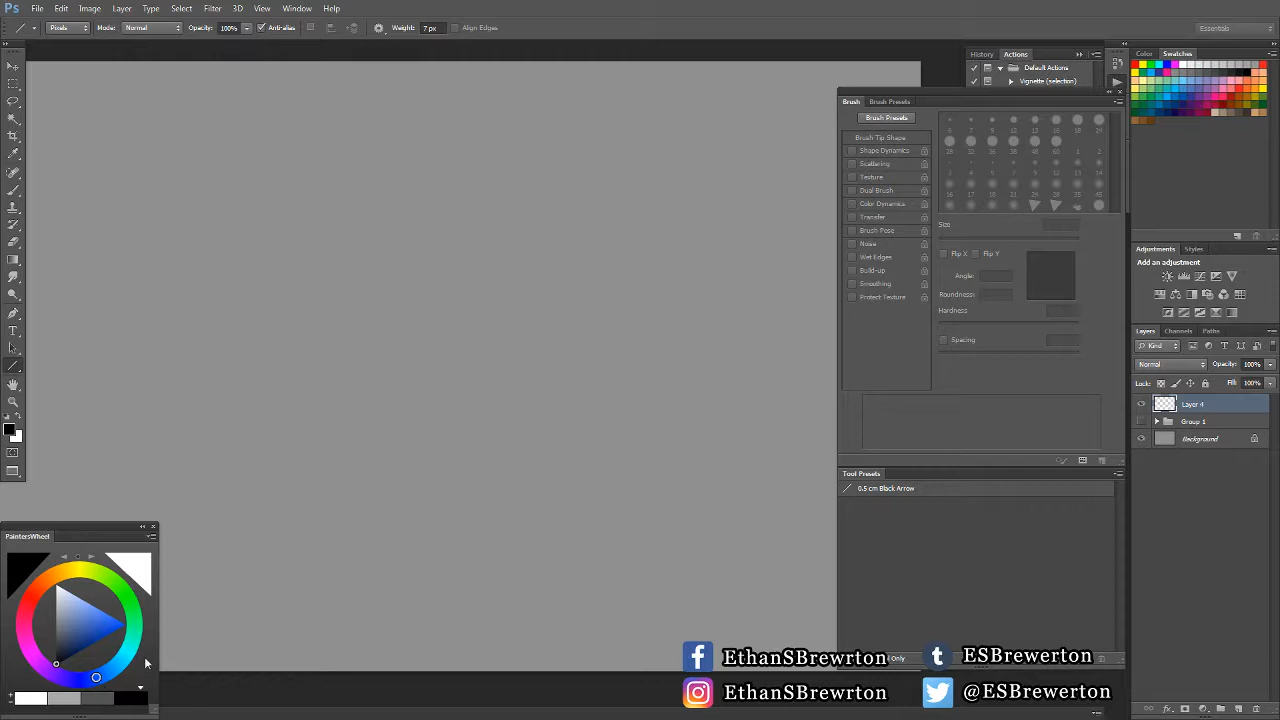 Ps File Edit Image Layer Type Select Filter 3D View Window Help
Pixels Mode: Normal Opacity: 100% Anti-alias Weight: 7 px Align Edges Essentials
History Actions
Default Actions
Vignette (selection)
Color Swatches
Brush Brush Presets
Brush Presets
Brush Tip Shape
Shape Dynamics
Scattering
Texture
Dual Brush
Color Dynamics
Transfer
Brush Pose
Noise
Wet Edges
Build-up
Smoothing
Protect Texture
Size
Flip X Flip Y
Angle:
Roundness:
Hardness
Spacing
Adjustments Styles
Add an adjustment
Layers Channels Paths
Kind
Normal Opacity: 100%
Lock: Fill: 100%
Layer 4
Group 1
Background
Tool Presets
0.5 cm Black Arrow
Only
PaintersWheel
EthanSBrewrton
ESBrewerton
EthanSBrewrton
@ESBrewerton